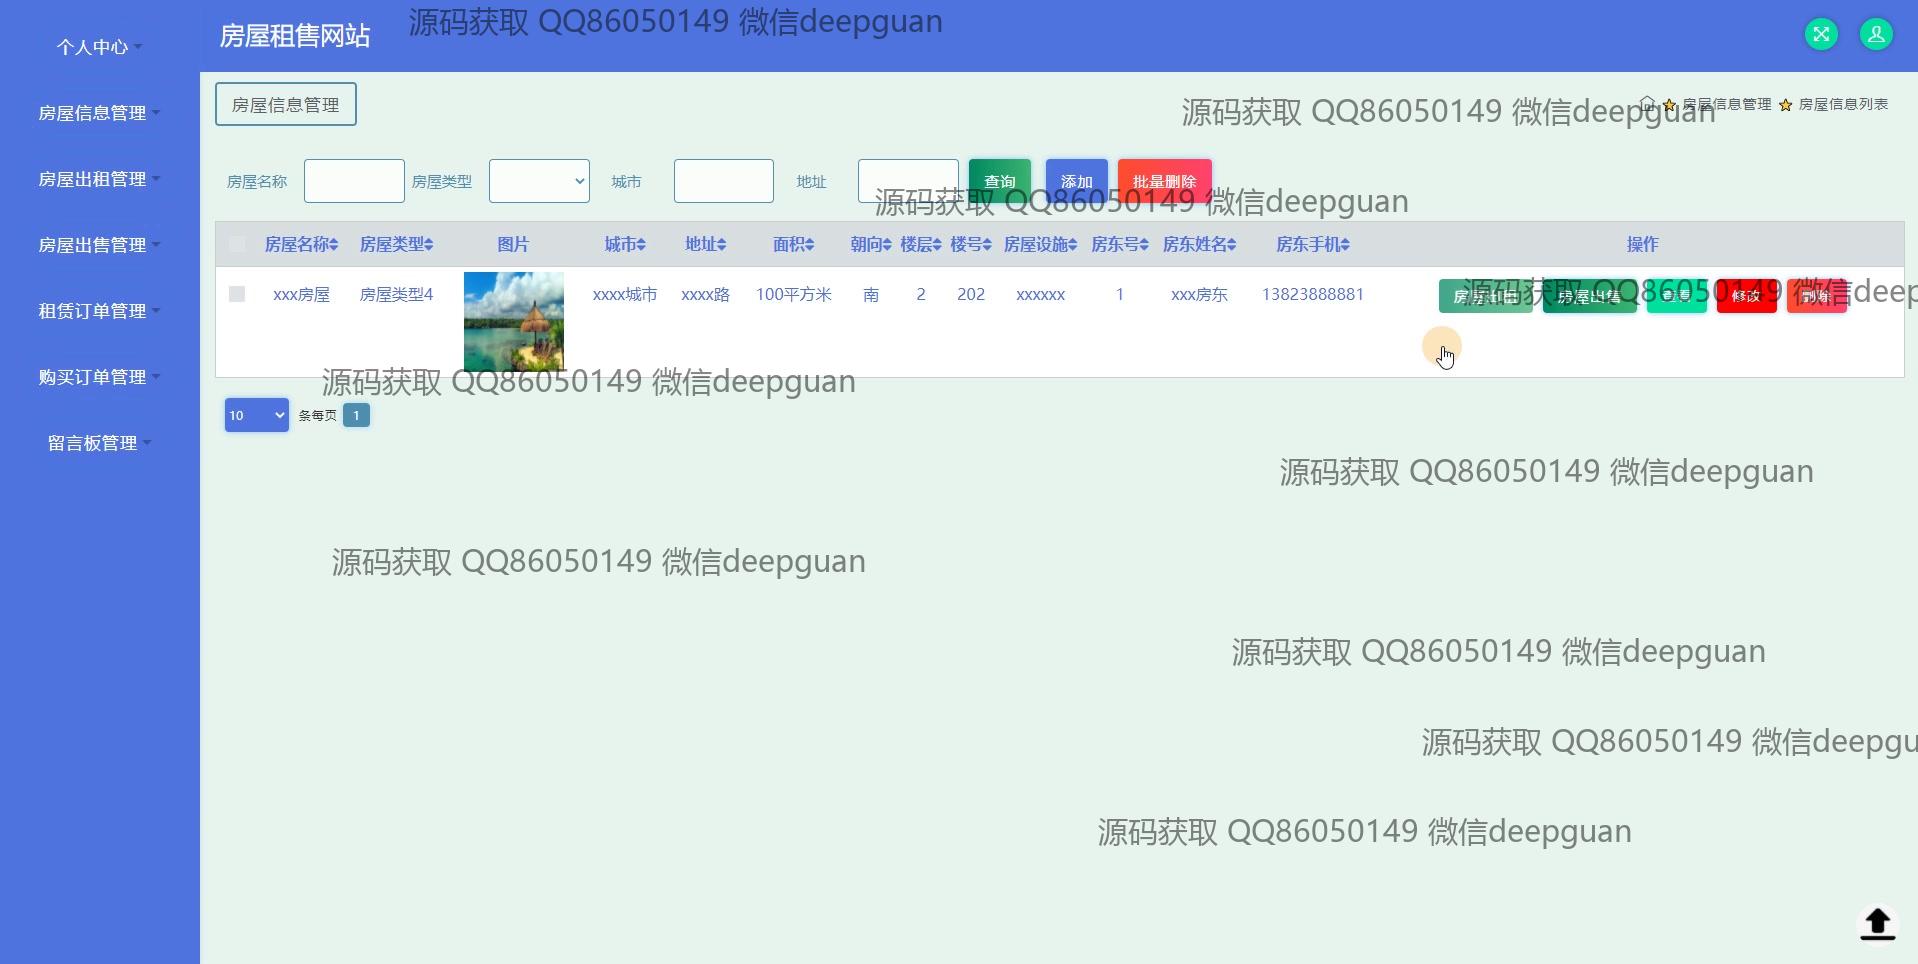 源码获取 QQ86050149 微信deepguan
个人中心
房屋租售网站
房屋信息管理
房屋出租管理
房屋出售管理
租赁订单管理
购买订单管理
留言板管理
房屋信息管理
房屋信息管理 房屋信息列表
源码获取 QQ86050149 微信deepguan
房屋名称 房屋类型 城市 地址 查询 添加 批量删除
源码获取 QQ86050149 微信deepguan
房屋名称 房屋类型 图片 城市 地址 面积 朝向 楼层 楼号 房屋设施 房东号 房东姓名 房东手机 操作
xxx房屋 房屋类型4 xxxx城市 xxxx路 100平方米 南 2 202 xxxxxx 1 xxx房东 13823888881 房屋出租 房屋出售 查看 修改 删除
源码获取 QQ86050149 微信deep
源码获取 QQ86050149 微信deepguan
10 条每页 1
源码获取 QQ86050149 微信deepguan
源码获取 QQ86050149 微信deepguan
源码获取 QQ86050149 微信deepguan
源码获取 QQ86050149 微信deepgu
源码获取 QQ86050149 微信deepguan